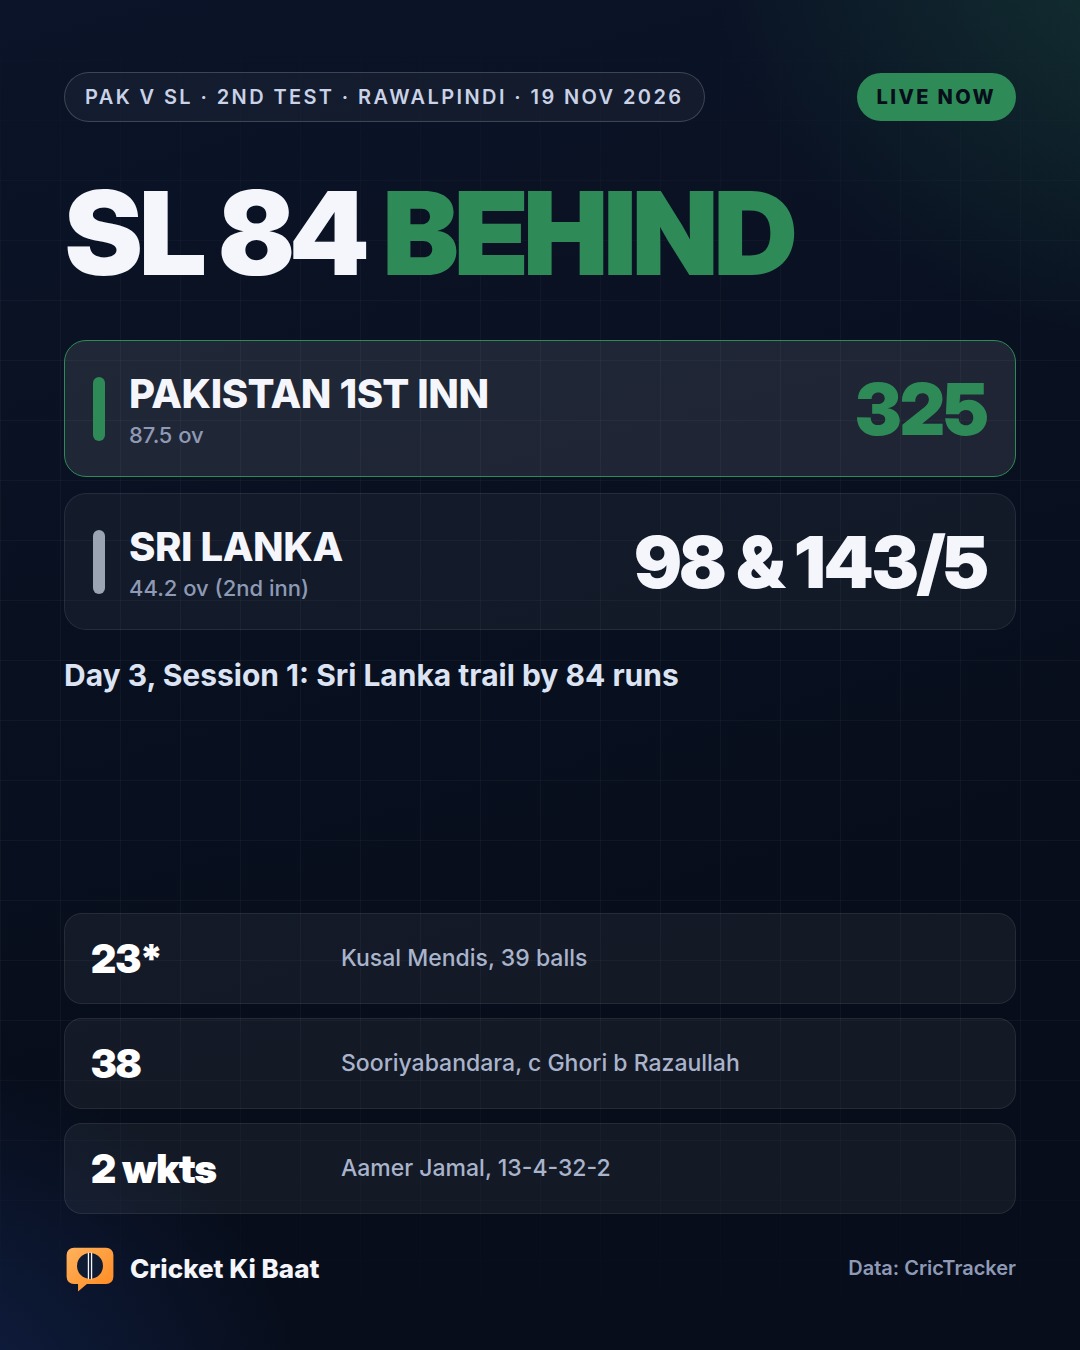 PAK V SL · 2ND TEST · RAWALPINDI · 19 NOV 2026
LIVE NOW
SL 84 BEHIND
PAKISTAN 1ST INN
87.5 ov
325
SRI LANKA
44.2 ov (2nd inn)
98 & 143/5
Day 3, Session 1: Sri Lanka trail by 84 runs
23*
Kusal Mendis, 39 balls
38
Sooriyabandara, c Ghori b Razaullah
2 wkts
Aamer Jamal, 13-4-32-2
Cricket Ki Baat
Data: CricTracker